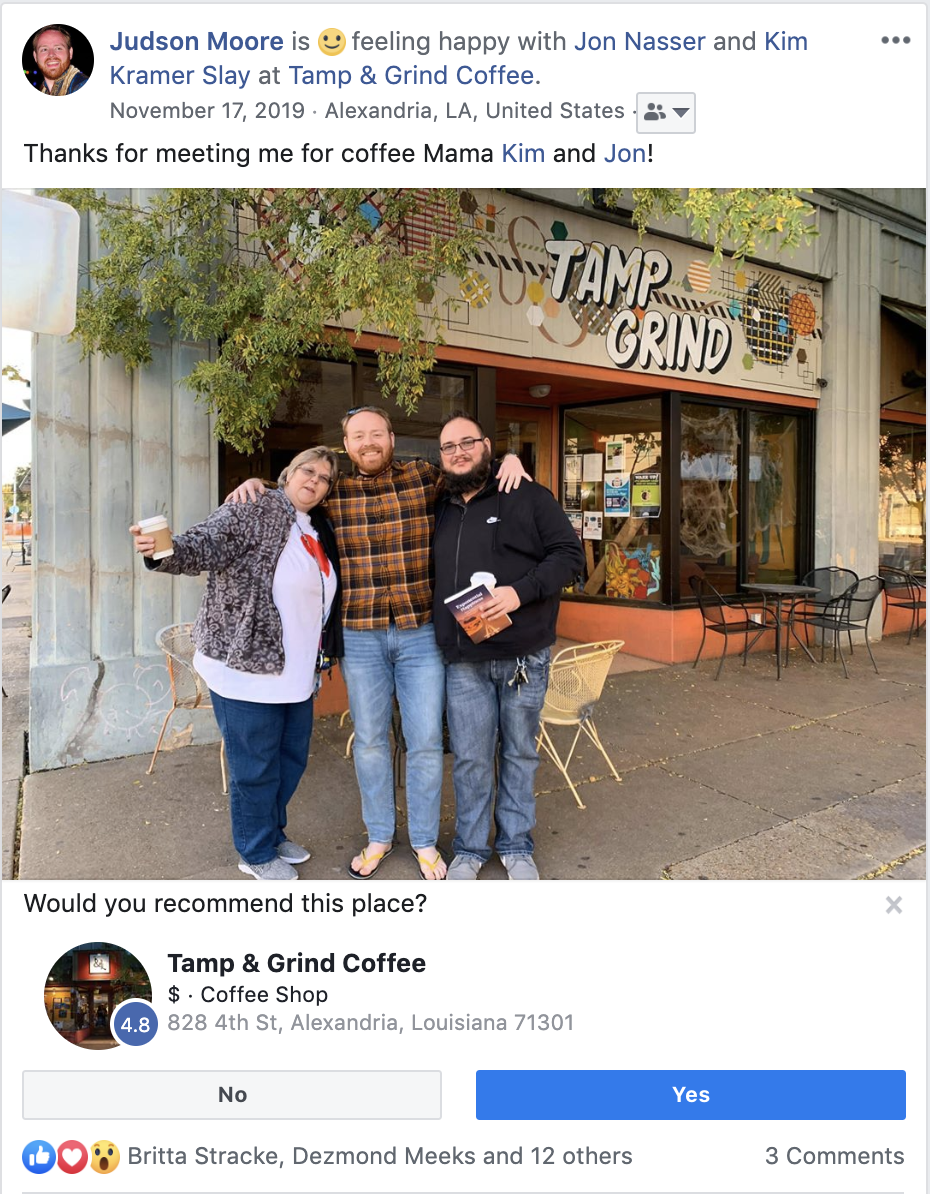 Judson Moore is 🙂 feeling happy with Jon Nasser and Kim
Kramer Slay at Tamp & Grind Coffee.
November 17, 2019 · Alexandria, LA, United States ·
Thanks for meeting me for coffee Mama Kim and Jon!
TAMP
GRIND
Would you recommend this place?
Tamp & Grind Coffee
$ · Coffee Shop
4.8
828 4th St, Alexandria, Louisiana 71301
No
Yes
Britta Stracke, Dezmond Meeks and 12 others
3 Comments